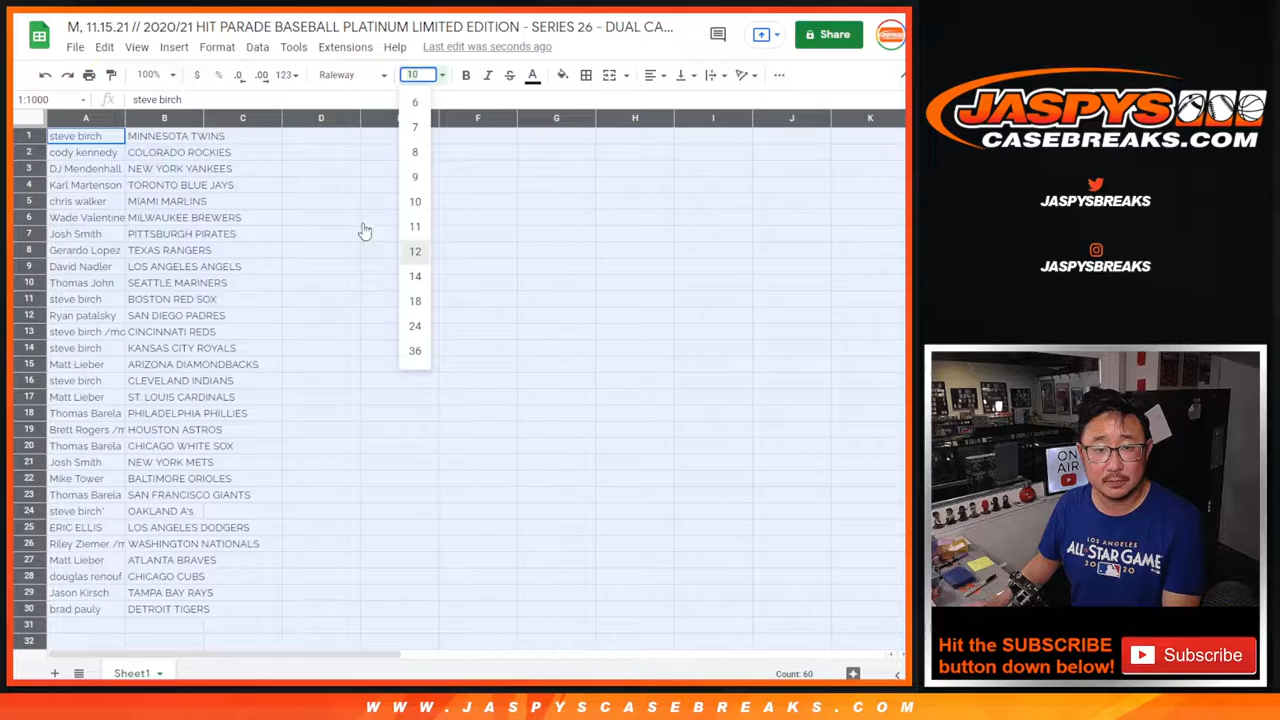 M, 11.15.21 // 2020/21 HIT PARADE BASEBALL PLATINUM LIMITED EDITION - SERIES 26 - DUAL CA...
File Edit View Insert Format Data Tools Extensions Help Last edit was seconds ago
Share
100% $ % .0 .00 123 Raleway 10 B I S A
1:1000 fx steve birch
A B C D E F G H I J K
1 steve birch MINNESOTA TWINS
2 cody kennedy COLORADO ROCKIES
3 DJ Mendenhall NEW YORK YANKEES
4 Karl Martenson TORONTO BLUE JAYS
5 chris walker MIAMI MARLINS
6 Wade Valentine MILWAUKEE BREWERS
7 Josh Smith PITTSBURGH PIRATES
8 Gerardo Lopez TEXAS RANGERS
9 David Nadler LOS ANGELES ANGELS
10 Thomas John SEATTLE MARINERS
11 steve birch BOSTON RED SOX
12 Ryan patalsky SAN DIEGO PADRES
13 steve birch /mo CINCINNATI REDS
14 steve birch KANSAS CITY ROYALS
15 Matt Lieber ARIZONA DIAMONDBACKS
16 steve birch CLEVELAND INDIANS
17 Matt Lieber ST. LOUIS CARDINALS
18 Thomas Barela PHILADELPHIA PHILLIES
19 Brett Rogers /m HOUSTON ASTROS
20 Thomas Barela CHICAGO WHITE SOX
21 Josh Smith NEW YORK METS
22 Mike Tower BALTIMORE ORIOLES
23 Thomas Barela SAN FRANCISCO GIANTS
24 steve birch` OAKLAND A's
25 ERIC ELLIS LOS ANGELES DODGERS
26 Riley Ziemer /m WASHINGTON NATIONALS
27 Matt Lieber ATLANTA BRAVES
28 douglas renouf CHICAGO CUBS
29 Jason Kirsch TAMPA BAY RAYS
30 brad pauly DETROIT TIGERS
31
32
6
7
8
9
10
11
12
14
18
24
36
Sheet1
Count: 60
JASPYS
CASEBREAKS.COM
JASPYSBREAKS
JASPYSBREAKS
ON
AIR
LOS ANGELES
ALL★STAR GAME
2020
Hit the SUBSCRIBE
button down below!
Subscribe
WWW.JASPYSCASEBREAKS.COM